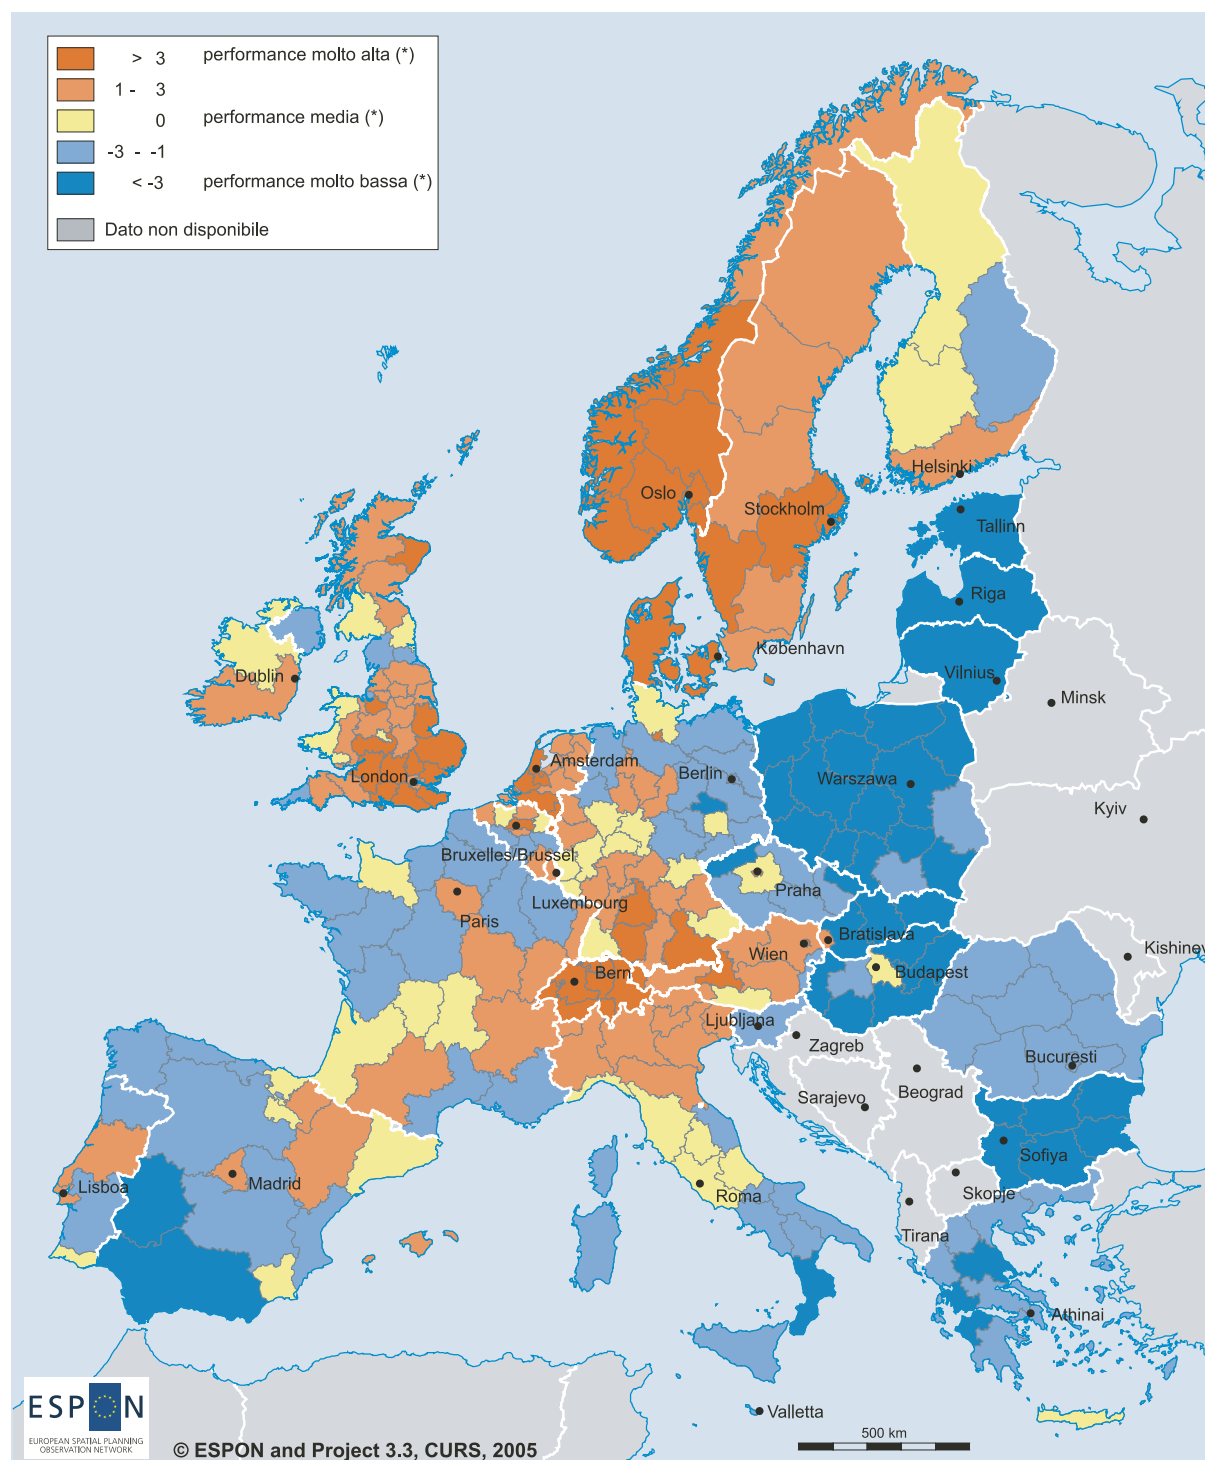 > 3 performance molto alta (*)
1 - 3
0 performance media (*)
-3 - -1
< -3 performance molto bassa (*)
Dato non disponibile
Helsinki
Oslo
Stockholm
Tallinn
Riga
København
Dublin
Vilnius
Minsk
Amsterdam
London
Berlin
Warszawa
Kyiv
Bruxelles/Brussel
Praha
Luxembourg
Paris
Bratislava
Wien
Kishinev
Bern
Budapest
Ljubljana
Zagreb
Bucuresti
Beograd
Sarajevo
Sofiya
Madrid
Lisboa
Roma
Skopje
Tirana
Athinai
Valletta
ESPON
EUROPEAN SPATIAL PLANNING
OBSERVATION NETWORK
© ESPON and Project 3.3, CURS, 2005
500 km